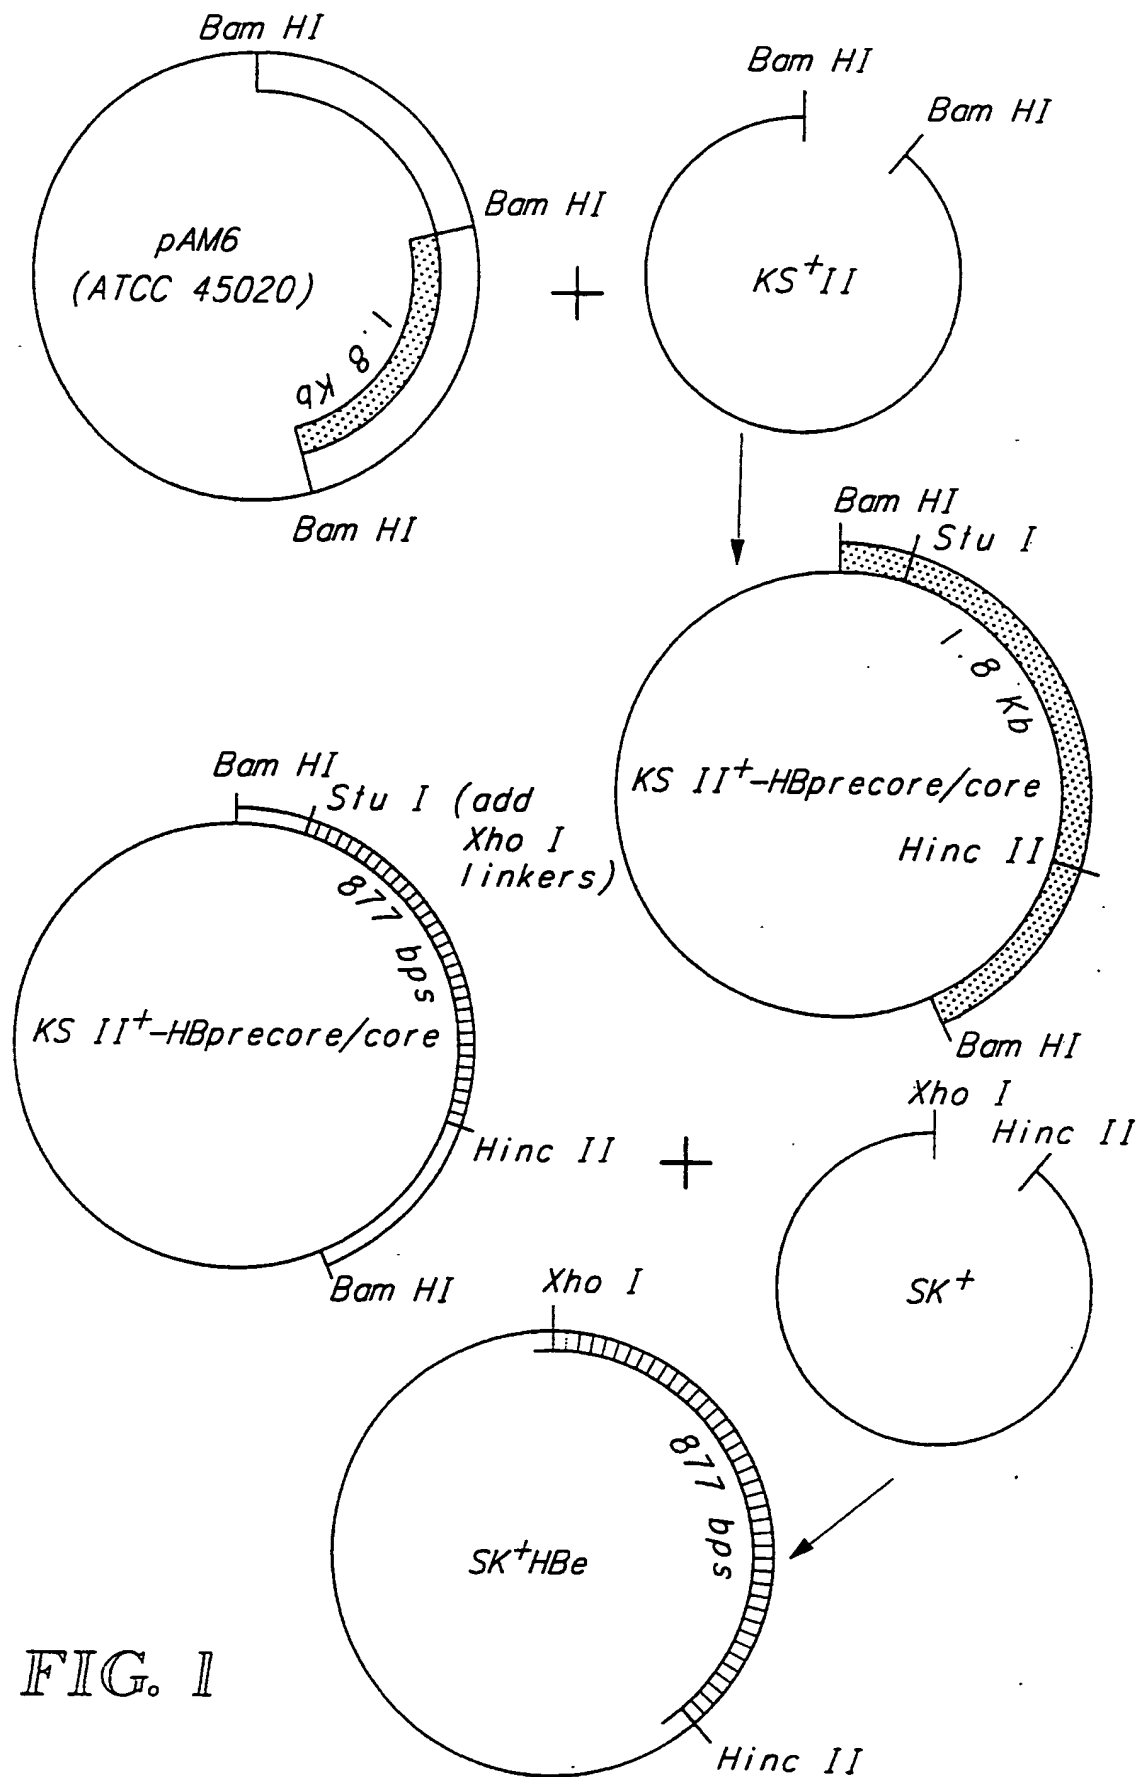 Bam HI
Bam HI
Bam HI
Bam HI
pAM6
(ATCC 45020)
KS+II
1.8 Kb
Bam HI
Bam HI
Stu I
1.8 Kb
Bam HI
Stu I (add
Xho I
linkers)
KS II+-HBprecore/core
877 bps
Hinc II
KS II+-HBprecore/core
Bam HI
Xho I
Hinc II
Hinc II
Bam HI
Xho I
SK+
877 bps
SK+HBe
FIG. 1
Hinc II